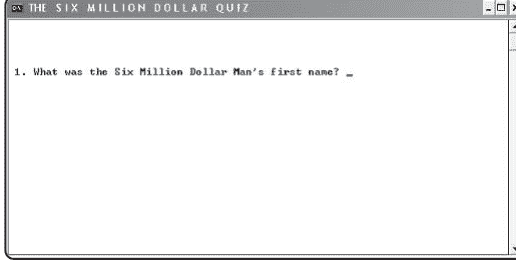 THE SIX MILLION DOLLAR QUIZ
1. What was the Six Million Dollar Man's first name? _